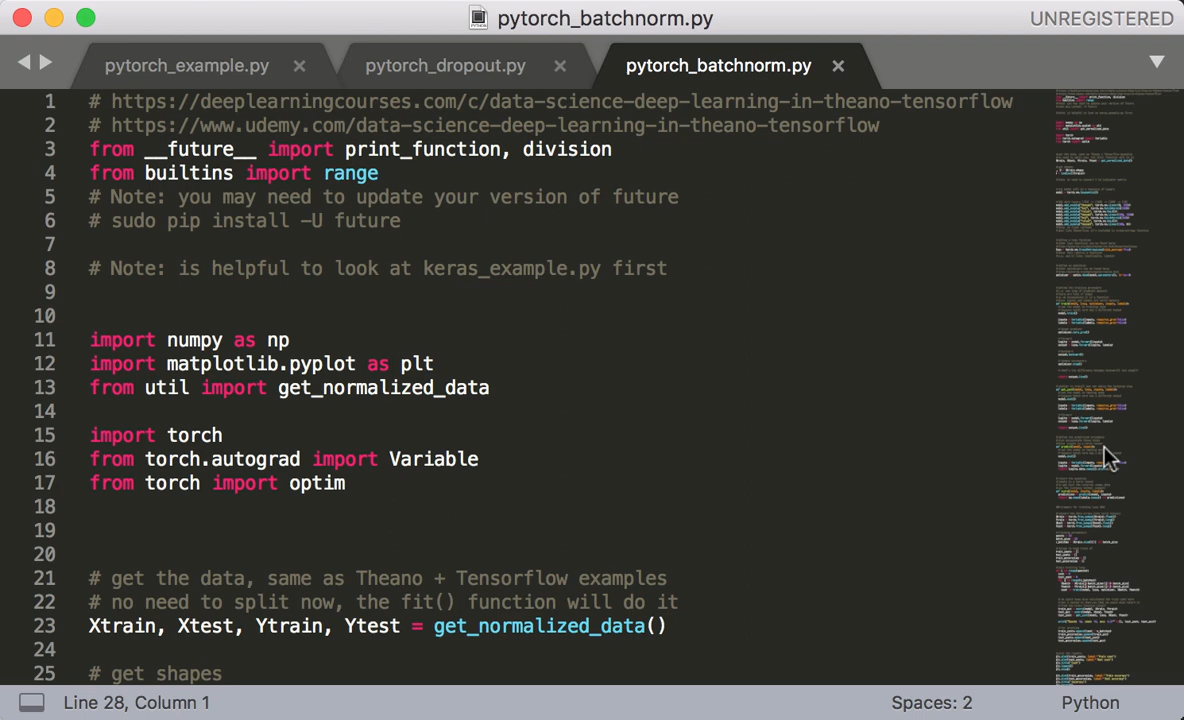 pytorch_batchnorm.py
UNREGISTERED
pytorch_example.py × pytorch_dropout.py × pytorch_batchnorm.py ×
1 # https://deeplearningcourses.com/c/data-science-deep-learning-in-theano-tensorflow
2 # https://www.udemy.com/data-science-deep-learning-in-theano-tensorflow
3 from __future__ import print_function, division
4 from builtins import range
5 # Note: you may need to update your version of future
6 # sudo pip install -U future
7
8 # Note: is helpful to look at keras_example.py first
9
10
11 import numpy as np
12 import matplotlib.pyplot as plt
13 from util import get_normalized_data
14
15 import torch
16 from torch.autograd import Variable
17 from torch import optim
18
19
20
21 # get the data, same as Theano + Tensorflow examples
22 # no need to split now, the fit() function will do it
23 Xtrain, Xtest, Ytrain, Ytest = get_normalized_data()
24
25 # get shapes
Line 28, Column 1
Spaces: 2
Python